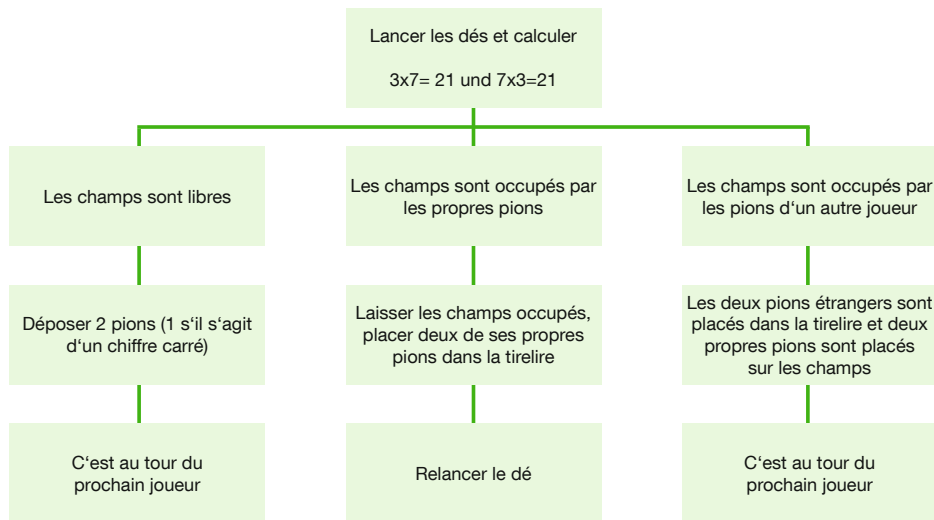 Lancer les dés et calculer
3x7= 21 und 7x3=21
Les champs sont libres
Les champs sont occupés par
les propres pions
Les champs sont occupés par
les pions d‘un autre joueur
Déposer 2 pions (1 s‘il s‘agit
d‘un chiffre carré)
Laisser les champs occupés,
placer deux de ses propres
pions dans la tirelire
Les deux pions étrangers sont
placés dans la tirelire et deux
propres pions sont placés
sur les champs
C‘est au tour du
prochain joueur
Relancer le dé
C‘est au tour du
prochain joueur